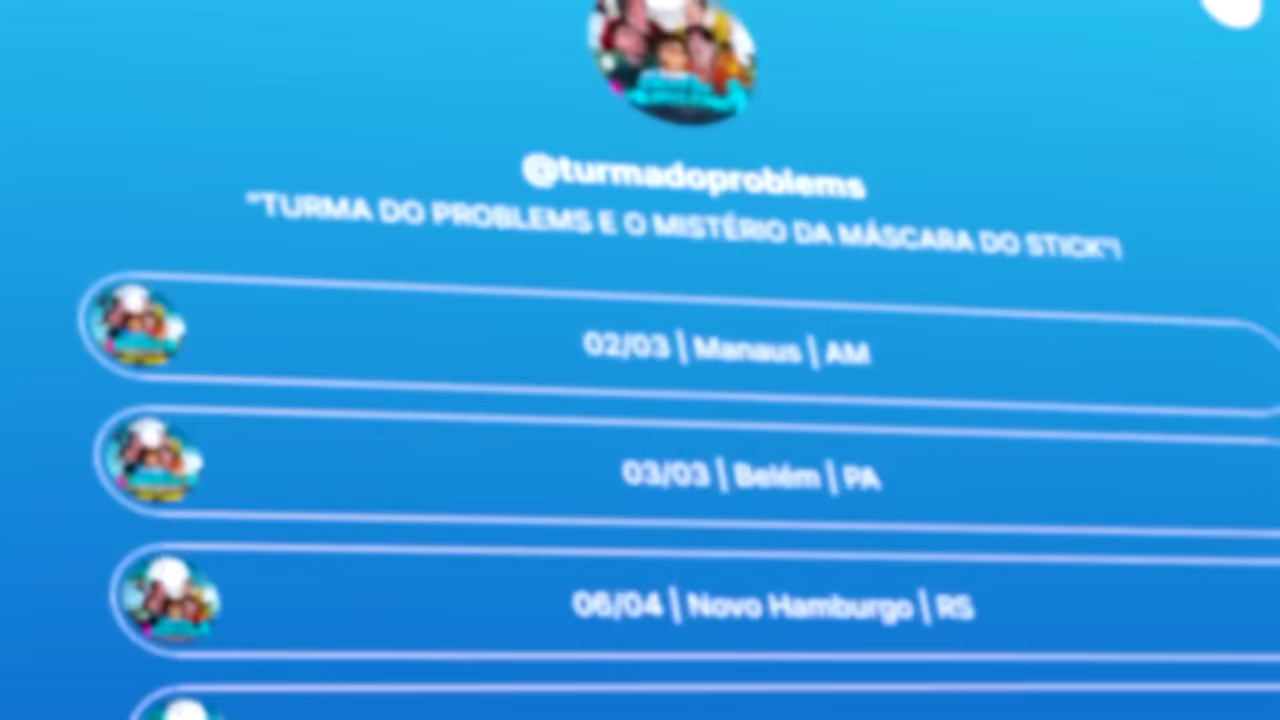 @turmadoproblems
"TURMA DO PROBLEMS E O MISTÉRIO DA MÁSCARA DO STICK"\
02/03 | Manaus | AM
03/03 | Belém | PA
06/04 | Novo Hamburgo | RS